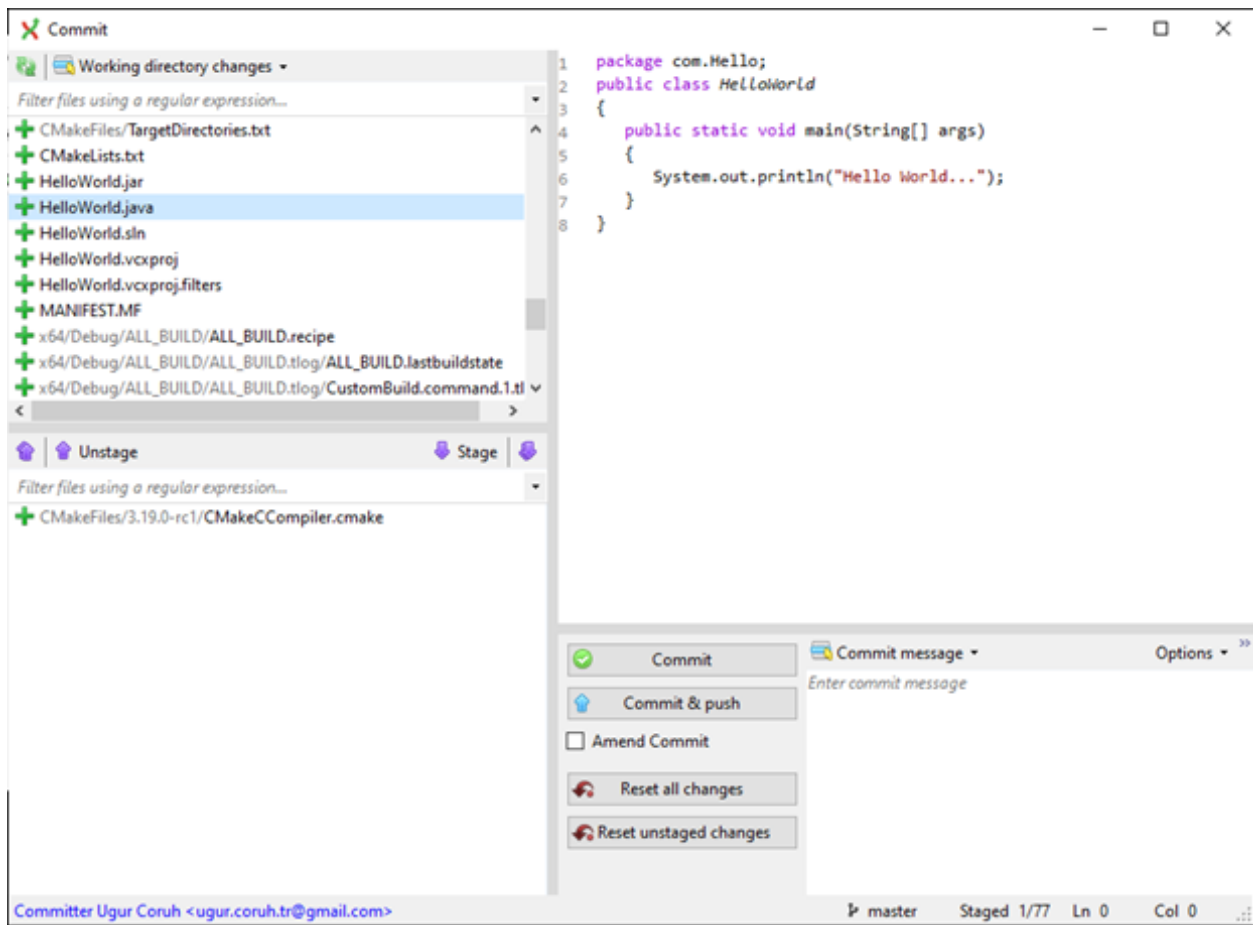 Commit
Working directory changes
Filter files using a regular expression...
CMakeFiles/TargetDirectories.txt
CMakeLists.txt
HelloWorld.jar
HelloWorld.java
HelloWorld.sln
HelloWorld.vcxproj
HelloWorld.vcxproj.filters
MANIFEST.MF
x64/Debug/ALL_BUILD/ALL_BUILD.recipe
x64/Debug/ALL_BUILD/ALL_BUILD.tlog/ALL_BUILD.lastbuildstate
x64/Debug/ALL_BUILD/ALL_BUILD.tlog/CustomBuild.command.1.tl
Unstage Stage
Filter files using a regular expression...
CMakeFiles/3.19.0-rc1/CMakeCCompiler.cmake
1 package com.Hello;
2 public class HelloWorld
3 {
4 public static void main(String[] args)
5 {
6 System.out.println("Hello World...");
7 }
8 }
Commit
Commit & push
Amend Commit
Reset all changes
Reset unstaged changes
Commit message Options »
Enter commit message
Committer Ugur Coruh <ugur.coruh.tr@gmail.com> master Staged 1/77 Ln 0 Col 0